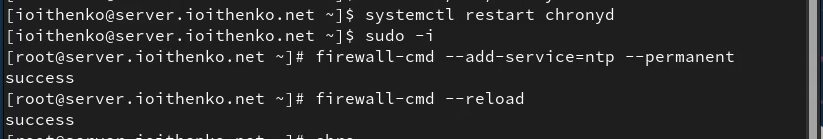 [ioithenko@server.ioithenko.net ~]$ systemctl restart chronyd
[ioithenko@server.ioithenko.net ~]$ sudo -i
[root@server.ioithenko.net ~]# firewall-cmd --add-service=ntp --permanent
success
[root@server.ioithenko.net ~]# firewall-cmd --reload
success